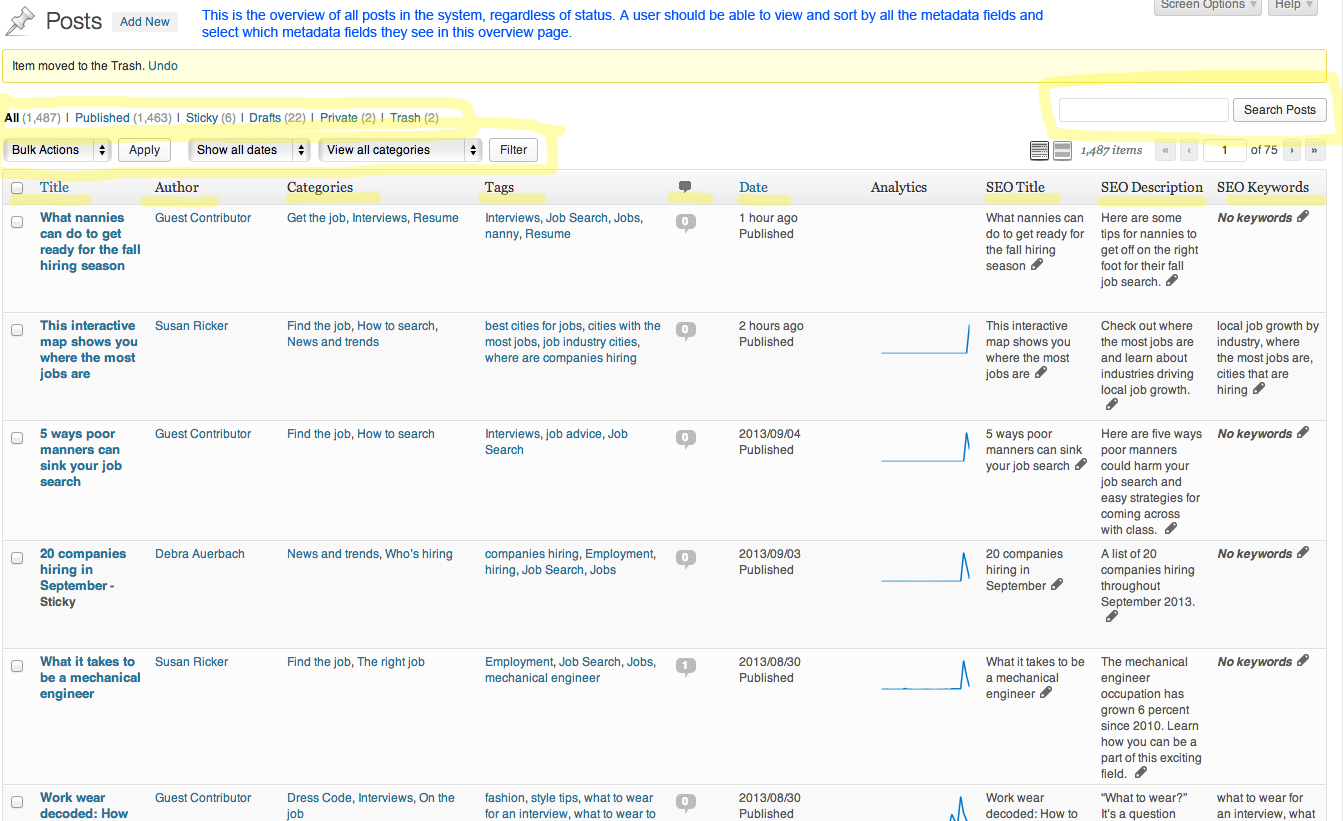 Posts Add New
This is the overview of all posts in the system, regardless of status. A user should be able to view and sort by all the metadata fields and
select which metadata fields they see in this overview page.
Screen Options Help
Item moved to the Trash. Undo
All (1,487) | Published (1,463) | Sticky (6) | Drafts (22) | Private (2) | Trash (2)
Search Posts
Bulk Actions Apply Show all dates View all categories Filter
1,487 items « ‹ 1 of 75 › »
Title Author Categories Tags Date Analytics SEO Title SEO Description SEO Keywords
What nannies
can do to get
ready for the fall
hiring season
Guest Contributor
Get the job, Interviews, Resume
Interviews, Job Search, Jobs,
nanny, Resume
0
1 hour ago
Published
What nannies can
do to get ready for
the fall hiring
season
Here are some
tips for nannies to
get off on the right
foot for their fall
job search.
No keywords
This interactive
map shows you
where the most
jobs are
Susan Ricker
Find the job, How to search,
News and trends
best cities for jobs, cities with the
most jobs, job industry cities,
where are companies hiring
0
2 hours ago
Published
This interactive
map shows you
where the most
jobs are
Check out where
the most jobs are
and learn about
industries driving
local job growth.
local job growth by
industry, where
the most jobs are,
cities that are
hiring
5 ways poor
manners can
sink your job
search
Guest Contributor
Find the job, How to search
Interviews, job advice, Job
Search
0
2013/09/04
Published
5 ways poor
manners can sink
your job search
Here are five ways
poor manners
could harm your
job search and
easy strategies for
coming across
with class.
No keywords
20 companies
hiring in
September -
Sticky
Debra Auerbach
News and trends, Who's hiring
companies hiring, Employment,
hiring, Job Search, Jobs
0
2013/09/03
Published
20 companies
hiring in
September
A list of 20
companies hiring
throughout
September 2013.
No keywords
What it takes to
be a mechanical
engineer
Susan Ricker
Find the job, The right job
Employment, Job Search, Jobs,
mechanical engineer
1
2013/08/30
Published
What it takes to be
a mechanical
engineer
The mechanical
engineer
occupation has
grown 6 percent
since 2010. Learn
how you can be a
part of this exciting
field.
No keywords
Work wear
decoded: How
Guest Contributor
Dress Code, Interviews, On the
job
fashion, style tips, what to wear
for an interview, what to wear to
0
2013/08/30
Published
Work wear
decoded: How to
“What to wear?”
It's a question
what to wear for
an interview, what